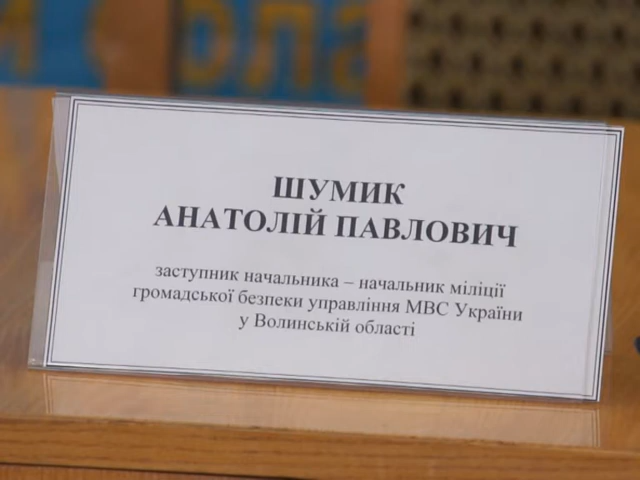 ШУМИК
АНАТОЛІЙ ПАВЛОВИЧ
заступник начальника – начальник міліції
громадської безпеки управління МВС України
у Волинській області